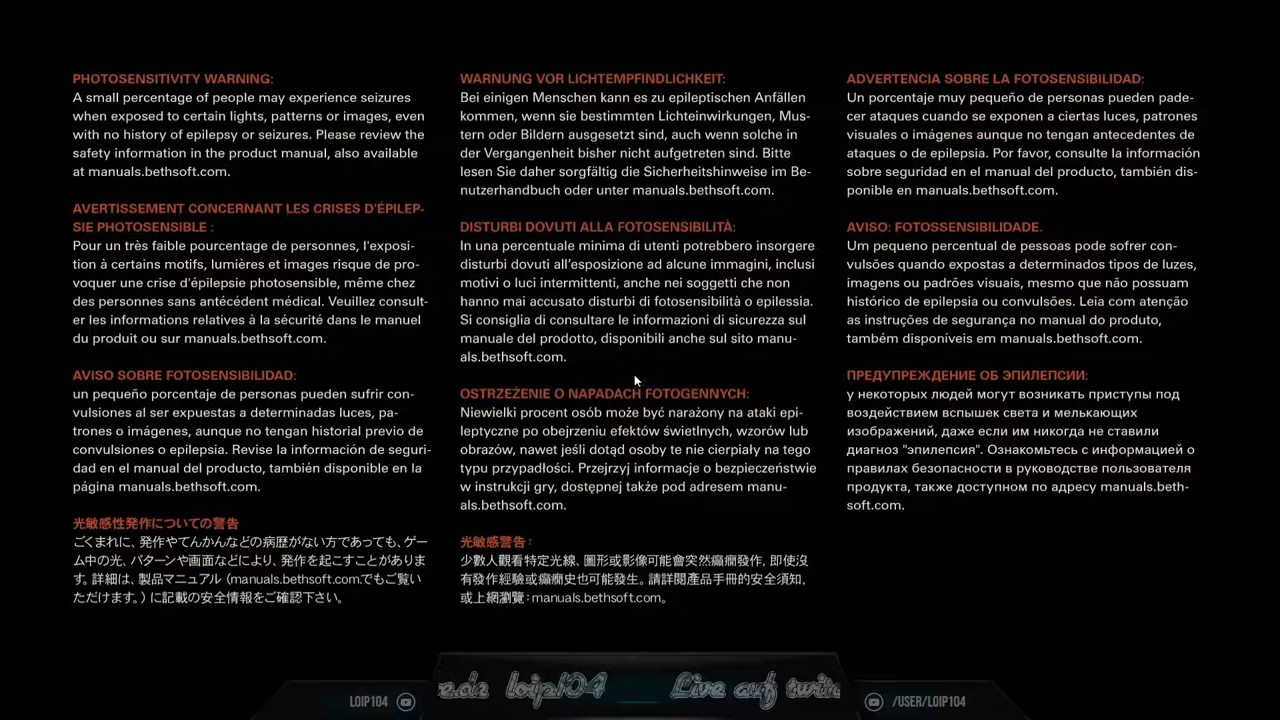 PHOTOSENSITIVITY WARNING:
A small percentage of people may experience seizures
when exposed to certain lights, patterns or images, even
with no history of epilepsy or seizures. Please review the
safety information in the product manual, also available
at manuals.bethsoft.com.
AVERTISSEMENT CONCERNANT LES CRISES D'ÉPILEP-
SIE PHOTOSENSIBLE :
Pour un très faible pourcentage de personnes, l'exposi-
tion à certains motifs, lumières et images risque de pro-
voquer une crise d'épilepsie photosensible, même chez
des personnes sans antécédent médical. Veuillez consult-
er les informations relatives à la sécurité dans le manuel
du produit ou sur manuals.bethsoft.com.
AVISO SOBRE FOTOSENSIBILIDAD:
un pequeño porcentaje de personas pueden sufrir con-
vulsiones al ser expuestas a determinadas luces, pa-
trones o imágenes, aunque no tengan historial previo de
convulsiones o epilepsia. Revise la información de seguri-
dad en el manual del producto, también disponible en la
página manuals.bethsoft.com.
光敏感性発作についての警告
ごくまれに、発作やてんかんなどの病歴がない方であっても、ゲー
ム中の光、パターンや画面などにより、発作を起こすことがありま
す。詳細は、製品マニュアル（manuals.bethsoft.comでもご覧い
ただけます。）に記載の安全情報をご確認下さい。
WARNUNG VOR LICHTEMPFINDLICHKEIT:
Bei einigen Menschen kann es zu epileptischen Anfällen
kommen, wenn sie bestimmten Lichteinwirkungen, Mus-
tern oder Bildern ausgesetzt sind, auch wenn solche in
der Vergangenheit bisher nicht aufgetreten sind. Bitte
lesen Sie daher sorgfältig die Sicherheitshinweise im Be-
nutzerhandbuch oder unter manuals.bethsoft.com.
DISTURBI DOVUTI ALLA FOTOSENSIBILITÀ:
In una percentuale minima di utenti potrebbero insorgere
disturbi dovuti all'esposizione ad alcune immagini, inclusi
motivi o luci intermittenti, anche nei soggetti che non
hanno mai accusato disturbi di fotosensibilità o epilessia.
Si consiglia di consultare le informazioni di sicurezza sul
manuale del prodotto, disponibili anche sul sito manu-
als.bethsoft.com.
OSTRZEŻENIE O NAPADACH FOTOGENNYCH:
Niewielki procent osób może być narażony na ataki epi-
leptyczne po obejrzeniu efektów świetlnych, wzorów lub
obrazów, nawet jeśli dotąd osoby te nie cierpiały na tego
typu przypadłości. Przejrzyj informacje o bezpieczeństwie
w instrukcji gry, dostępnej także pod adresem manu-
als.bethsoft.com.
光敏感警告：
少數人觀看特定光線、圖形或影像可能會突然癲癇發作，即使沒
有發作經驗或癲癇史也可能發生。請詳閱產品手冊的安全須知，
或上網瀏覽：manuals.bethsoft.com。
ADVERTENCIA SOBRE LA FOTOSENSIBILIDAD:
Un porcentaje muy pequeño de personas pueden pade-
cer ataques cuando se exponen a ciertas luces, patrones
visuales o imágenes aunque no tengan antecedentes de
ataques o de epilepsia. Por favor, consulte la información
sobre seguridad en el manual del producto, también dis-
ponible en manuals.bethsoft.com.
AVISO: FOTOSSENSIBILIDADE.
Um pequeno percentual de pessoas pode sofrer con-
vulsões quando expostas a determinados tipos de luzes,
imagens ou padrões visuais, mesmo que não possuam
histórico de epilepsia ou convulsões. Leia com atenção
as instruções de segurança no manual do produto,
também disponíveis em manuals.bethsoft.com.
ПРЕДУПРЕЖДЕНИЕ ОБ ЭПИЛЕПСИИ:
у некоторых людей могут возникать приступы под
воздействием вспышек света и мелькающих
изображений, даже если им никогда не ставили
диагноз "эпилепсия". Ознакомьтесь с информацией о
правилах безопасности в руководстве пользователя
продукта, также доступном по адресу manuals.beth-
soft.com.
LOIP104
e.de loip104 Live auf twitc
/USER/LOIP104